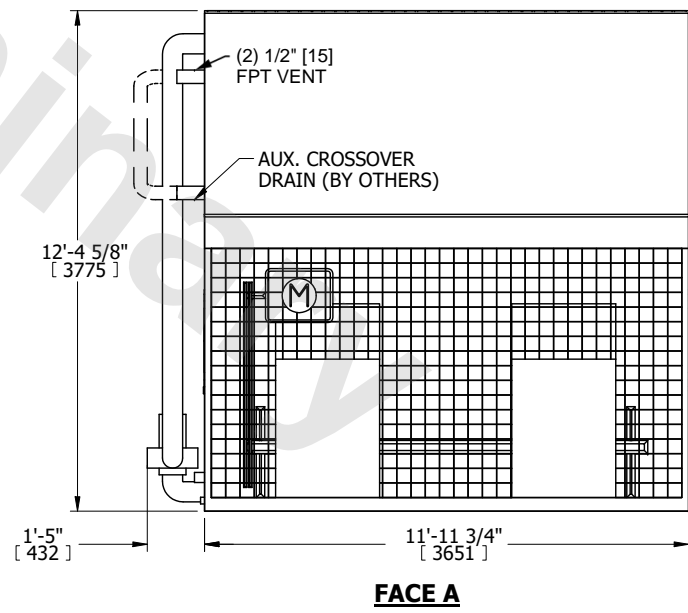 (2) 1/2" [15]
FPT VENT
AUX. CROSSOVER
DRAIN (BY OTHERS)
12'-4 5/8"
[ 3775 ]
M
1'-5"
[ 432 ]
11'-11 3/4"
[ 3651 ]
FACE A
inary